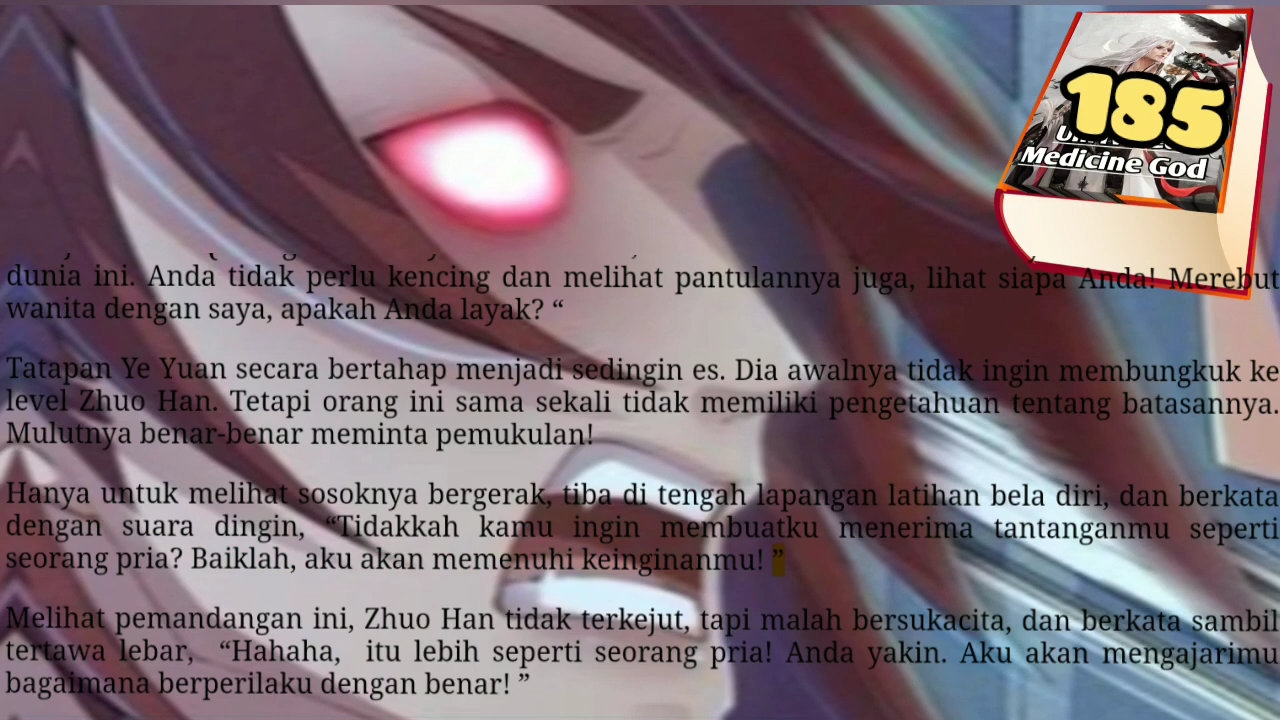 185
Medicine God
dunia ini. Anda tidak perlu kencing dan melihat pantulannya juga, lihat siapa Anda! Merebut
wanita dengan saya, apakah Anda layak? “
Tatapan Ye Yuan secara bertahap menjadi sedingin es. Dia awalnya tidak ingin membungkuk ke
level Zhuo Han. Tetapi orang ini sama sekali tidak memiliki pengetahuan tentang batasannya.
Mulutnya benar-benar meminta pemukulan!
Hanya untuk melihat sosoknya bergerak, tiba di tengah lapangan latihan bela diri, dan berkata
dengan suara dingin, “Tidakkah kamu ingin membuatku menerima tantanganmu seperti
seorang pria? Baiklah, aku akan memenuhi keinginanmu! ”
Melihat pemandangan ini, Zhuo Han tidak terkejut, tapi malah bersukacita, dan berkata sambil
tertawa lebar, “Hahaha, itu lebih seperti seorang pria! Anda yakin. Aku akan mengajarimu
bagaimana berperilaku dengan benar! ”